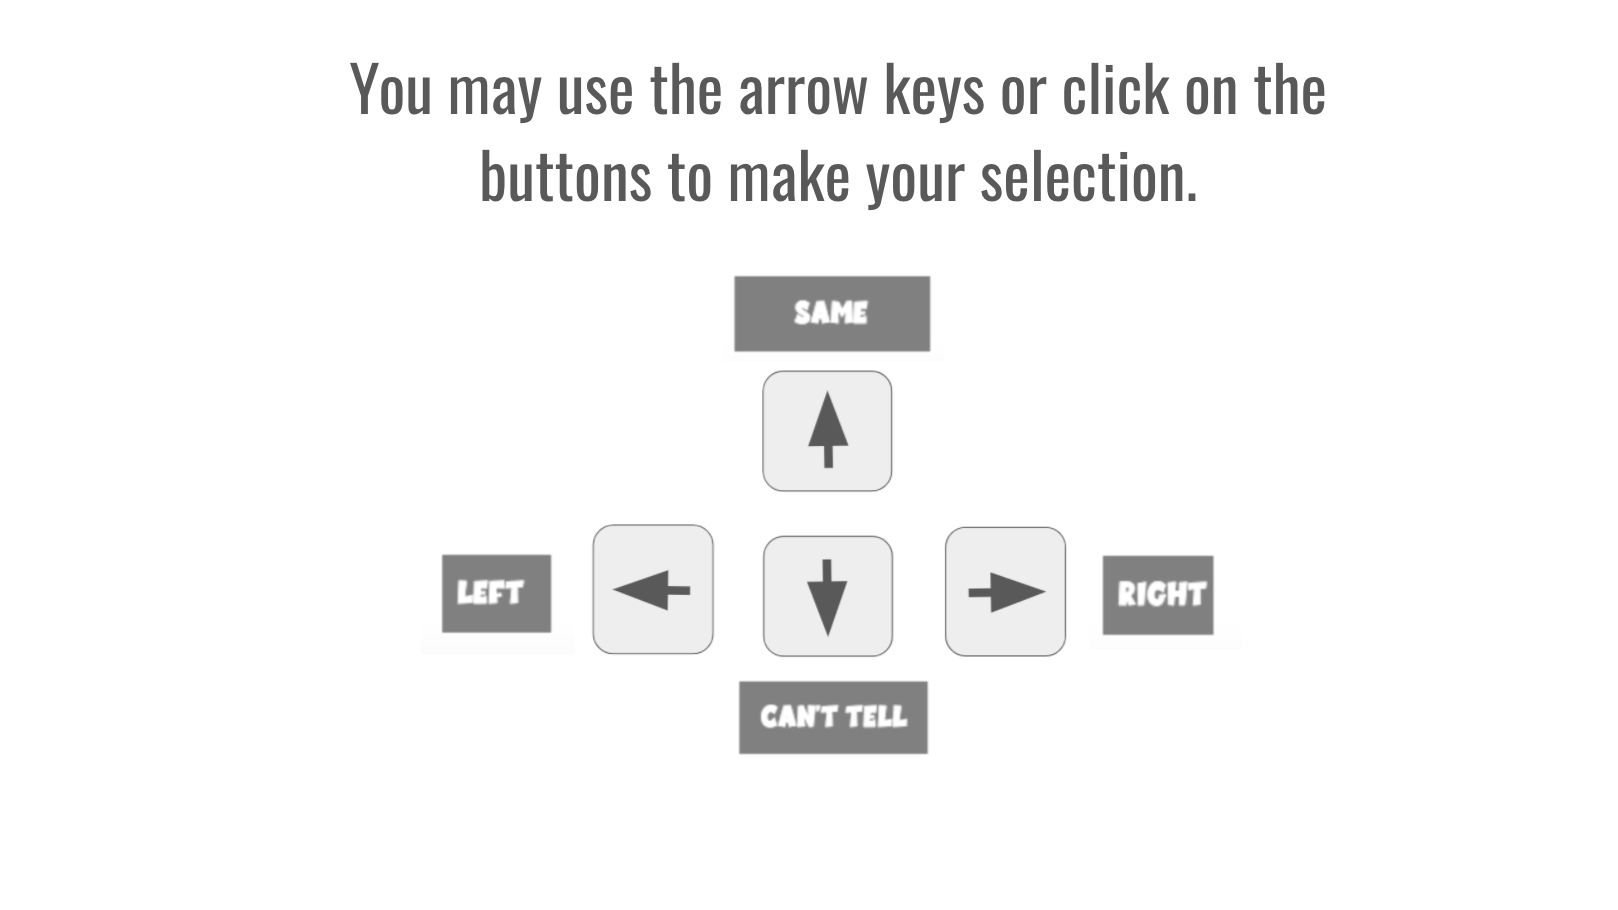 You may use the arrow keys or click on the
buttons to make your selection.
SAME
LEFT
RIGHT
CAN'T TELL